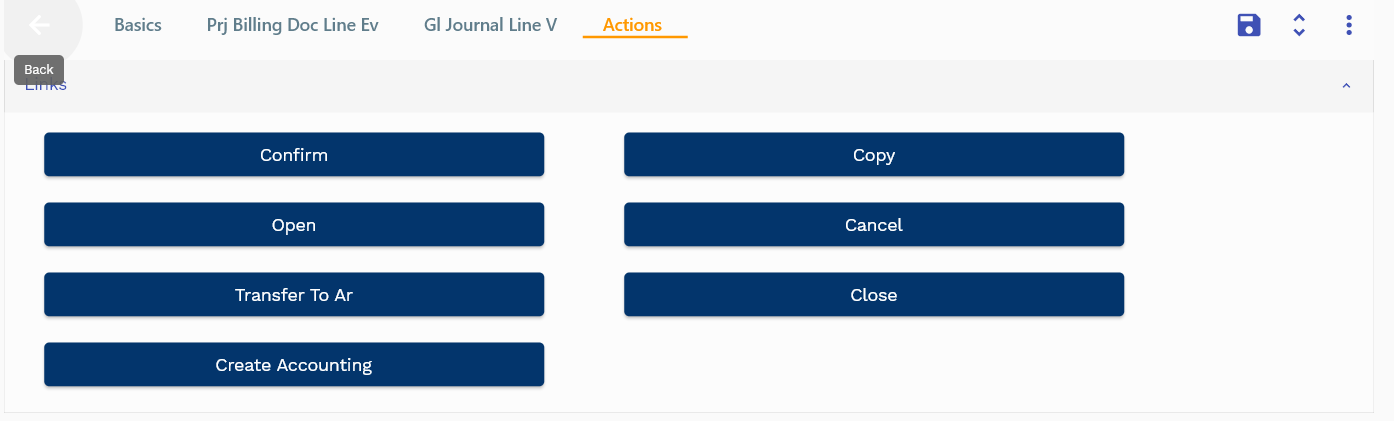 Basics Prj Billing Doc Line Ev Gl Journal Line V Actions
Back
Links
Confirm Copy
Open Cancel
Transfer To Ar Close
Create Accounting